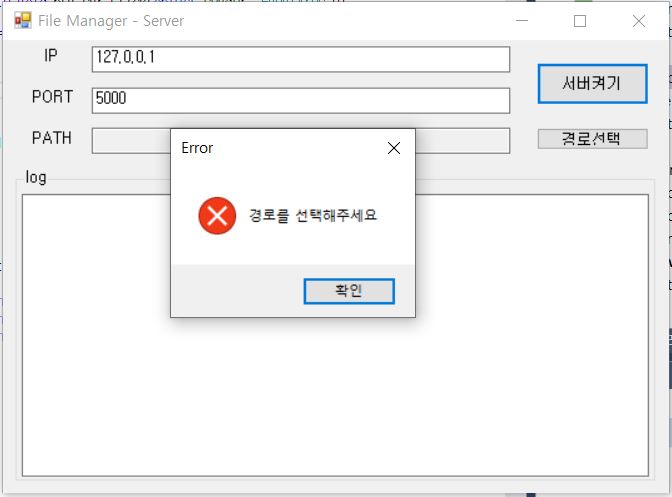 File Manager - Server
IP
127.0.0.1
서버켜기
PORT
5000
PATH
경로선택
Error
경로를 선택해주세요
확인
log